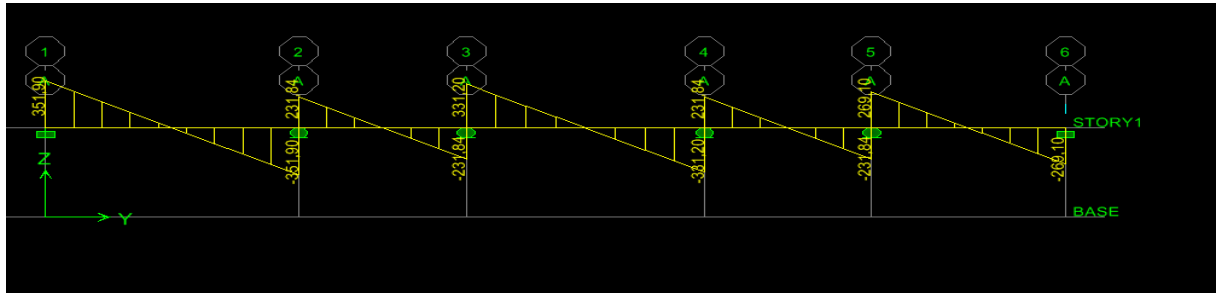 1 2 3 4 5 6
A A A A A A
351.90 231.84 331.20 231.84 269.10
STORY1
-351.90 -231.84 -331.20 -231.84 -269.10
Z
Y
BASE